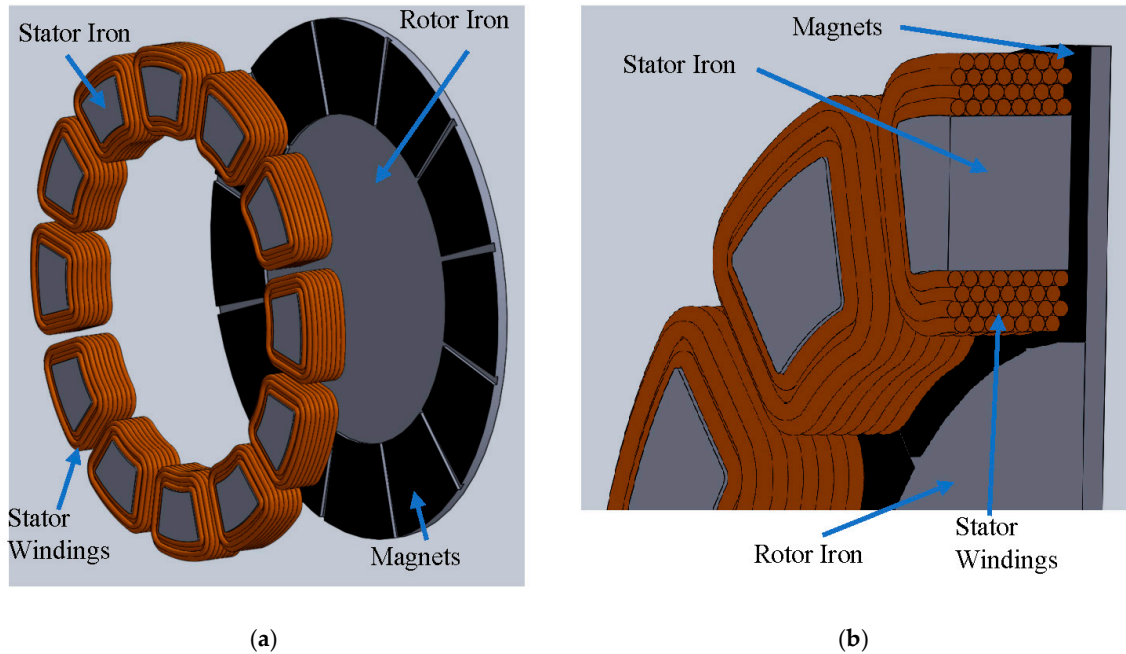 Stator Iron
Rotor Iron
Stator
Windings
Magnets
(a)
Magnets
Stator Iron
Rotor Iron
Stator
Windings
(b)